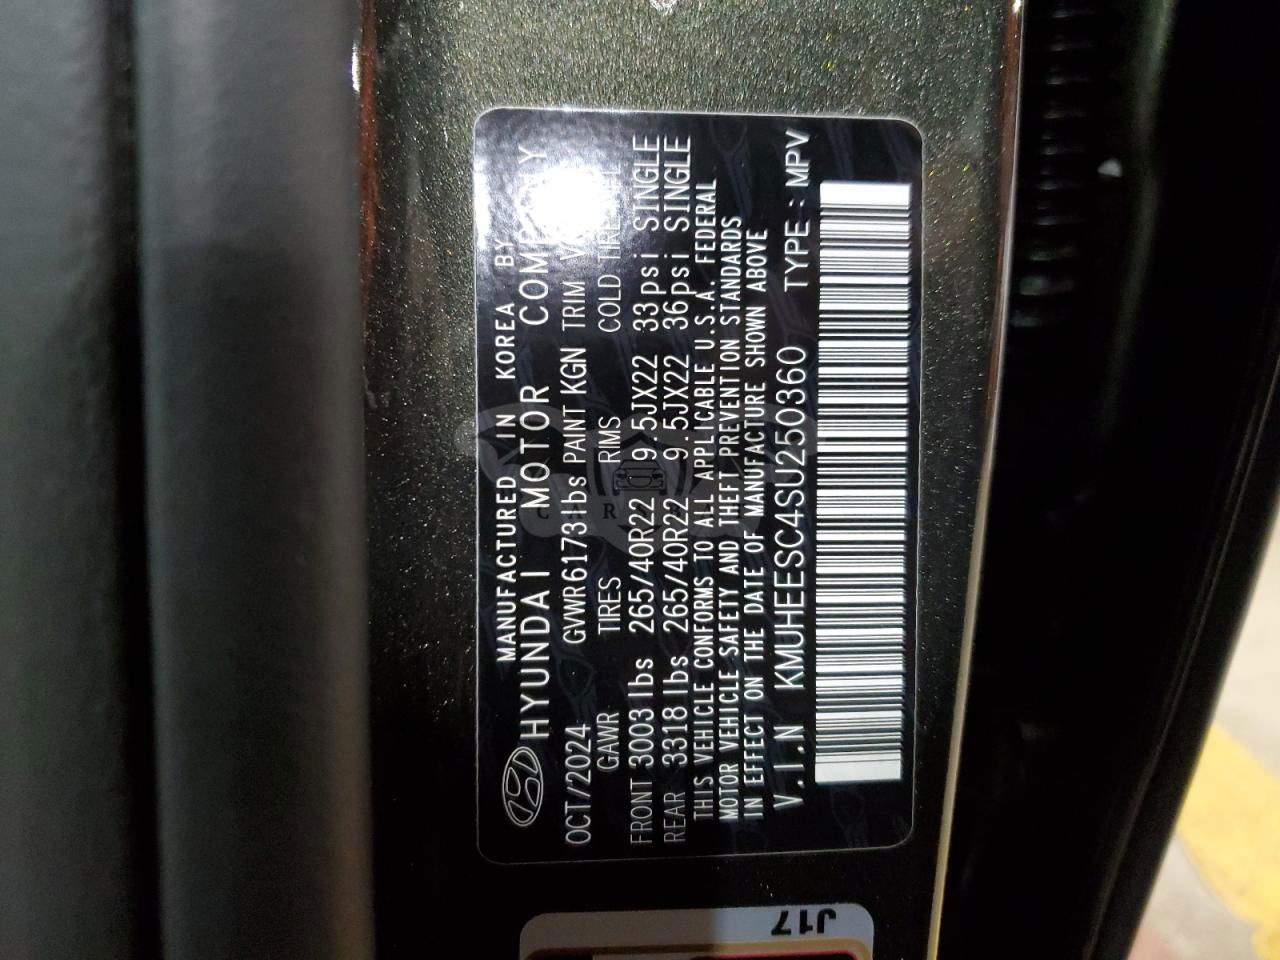 MANUFACTURED IN KOREA BY
HYUNDAI MOTOR COMPANY
OCT/2024 GVWR6173lbs PAINT KGN TRIM
GAWR TIRES RIMS COLD TIRE
FRONT 3003lbs 265/40R22 9.5JX22 33psi SINGLE
REAR 3318lbs 265/40R22 9.5JX22 36psi SINGLE
THIS VEHICLE CONFORMS TO ALL APPLICABLE U.S.A. FEDERAL
MOTOR VEHICLE SAFETY AND THEFT PREVENTION STANDARDS
IN EFFECT ON THE DATE OF MANUFACTURE SHOWN ABOVE
V.I.N KMUHEESC4SU250360 TYPE : MPV
J17